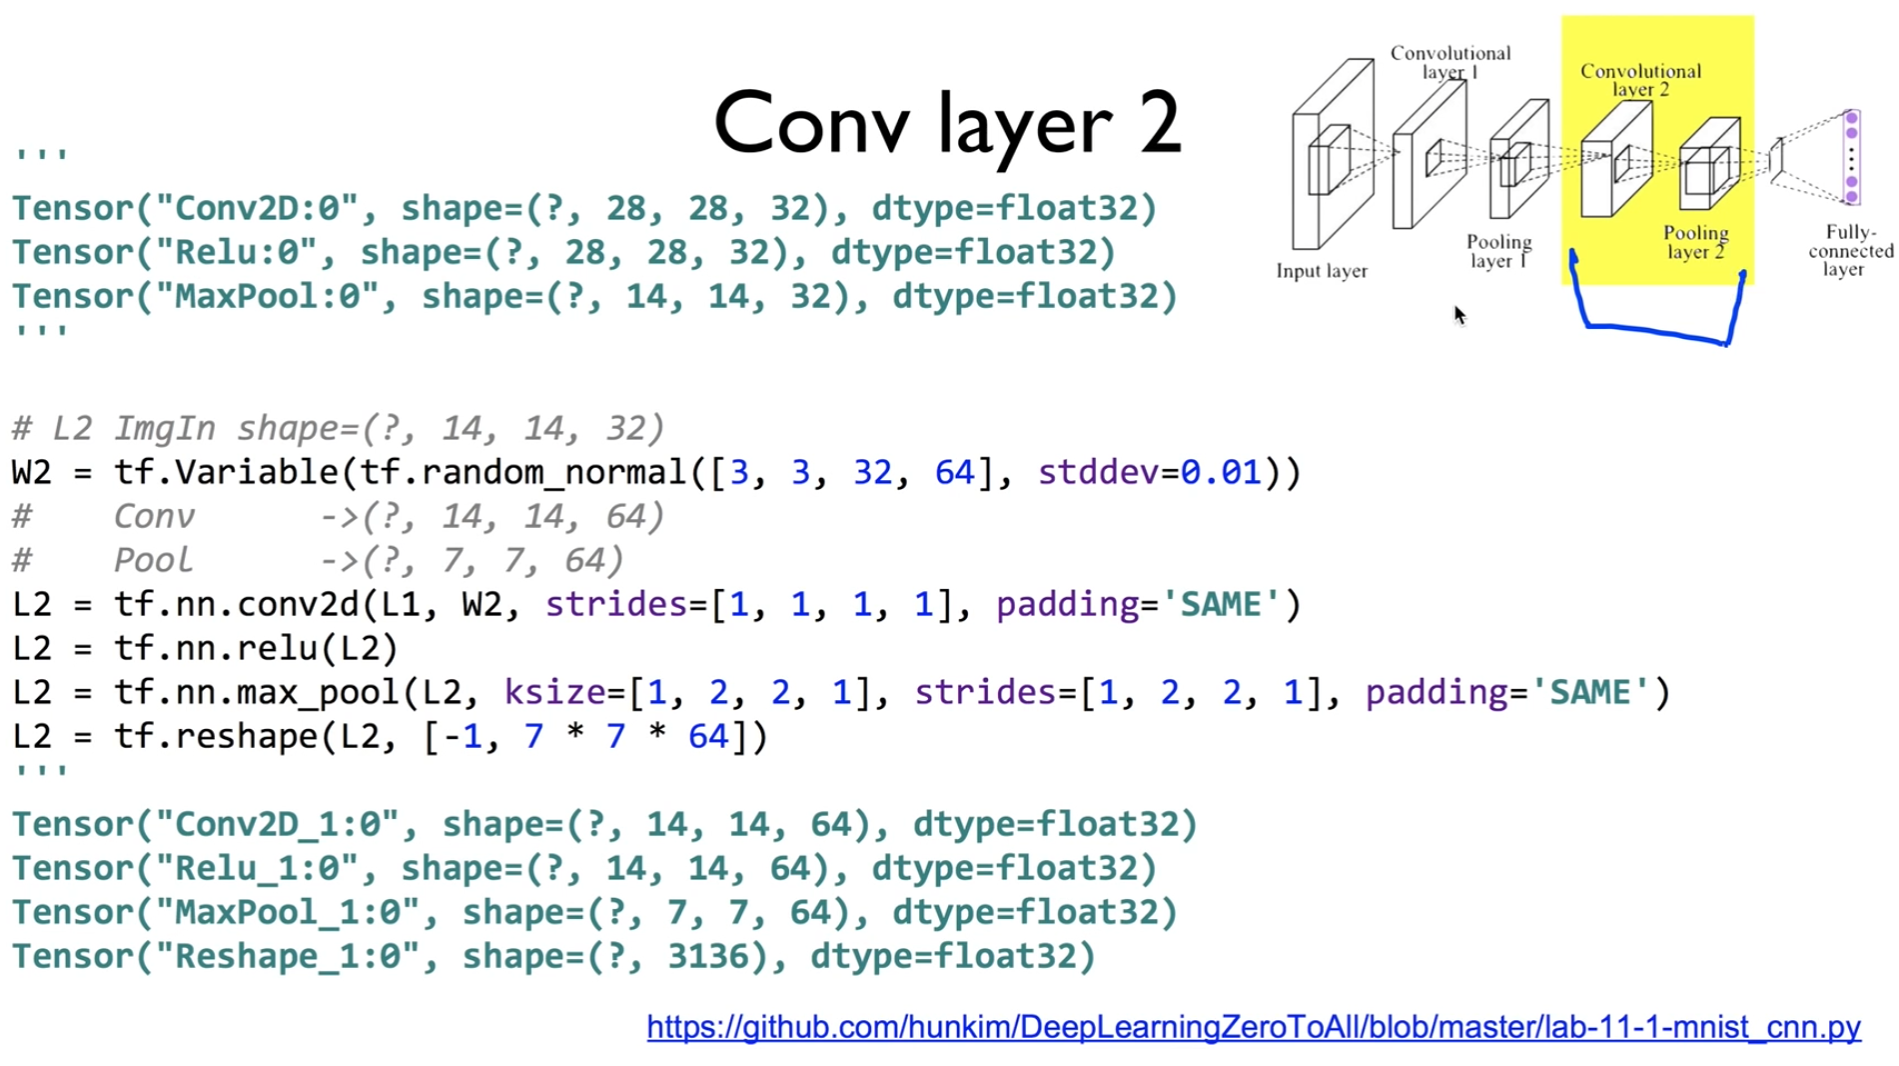 Conv layer 2
Convolutional
layer 1
Convolutional
layer 2
Input layer
Pooling
layer 1
Pooling
layer 2
Fully-
connected
layer
'''
Tensor("Conv2D:0", shape=(?, 28, 28, 32), dtype=float32)
Tensor("Relu:0", shape=(?, 28, 28, 32), dtype=float32)
Tensor("MaxPool:0", shape=(?, 14, 14, 32), dtype=float32)
'''
# L2 ImgIn shape=(?, 14, 14, 32)
W2 = tf.Variable(tf.random_normal([3, 3, 32, 64], stddev=0.01))
#    Conv      ->(?, 14, 14, 64)
#    Pool      ->(?, 7, 7, 64)
L2 = tf.nn.conv2d(L1, W2, strides=[1, 1, 1, 1], padding='SAME')
L2 = tf.nn.relu(L2)
L2 = tf.nn.max_pool(L2, ksize=[1, 2, 2, 1], strides=[1, 2, 2, 1], padding='SAME')
L2 = tf.reshape(L2, [-1, 7 * 7 * 64])
'''
Tensor("Conv2D_1:0", shape=(?, 14, 14, 64), dtype=float32)
Tensor("Relu_1:0", shape=(?, 14, 14, 64), dtype=float32)
Tensor("MaxPool_1:0", shape=(?, 7, 7, 64), dtype=float32)
Tensor("Reshape_1:0", shape=(?, 3136), dtype=float32)
https://github.com/hunkim/DeepLearningZeroToAll/blob/master/lab-11-1-mnist_cnn.py